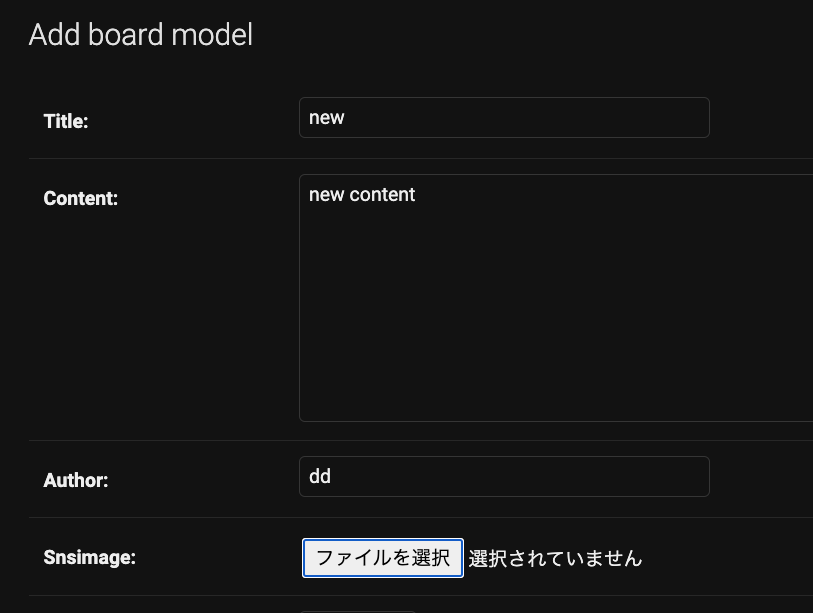 Add board model
Title:
new
Content:
new content
Author:
dd
Snsimage:
ファイルを選択 選択されていません